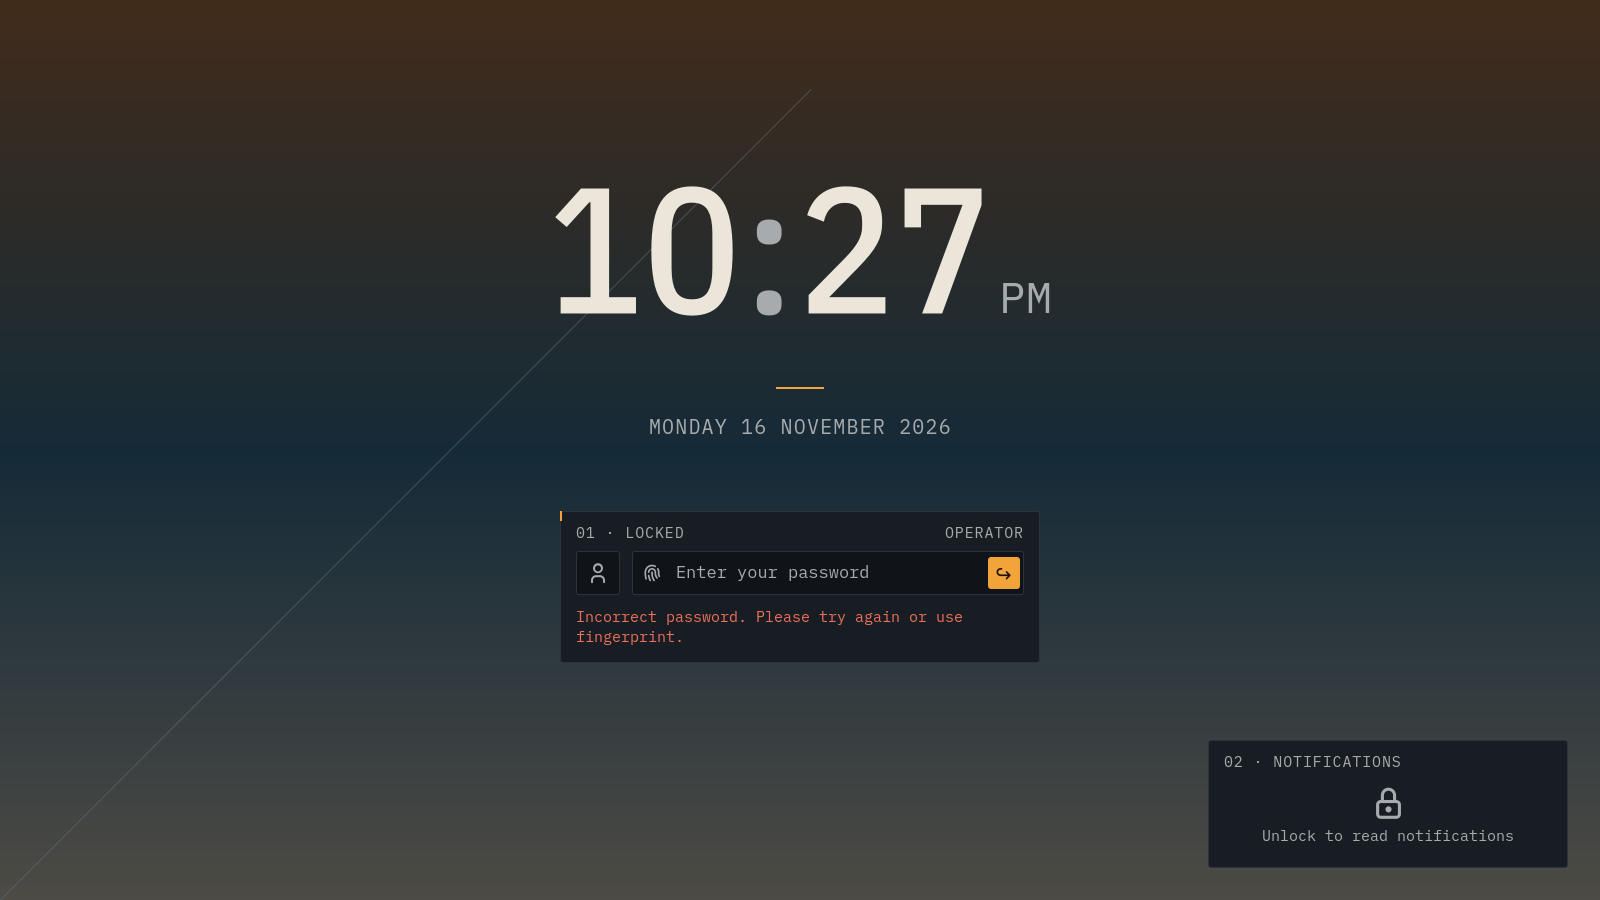 10:27 PM
MONDAY 16 NOVEMBER 2026
01 · LOCKED OPERATOR
Enter your password
Incorrect password. Please try again or use
fingerprint.
02 · NOTIFICATIONS
Unlock to read notifications